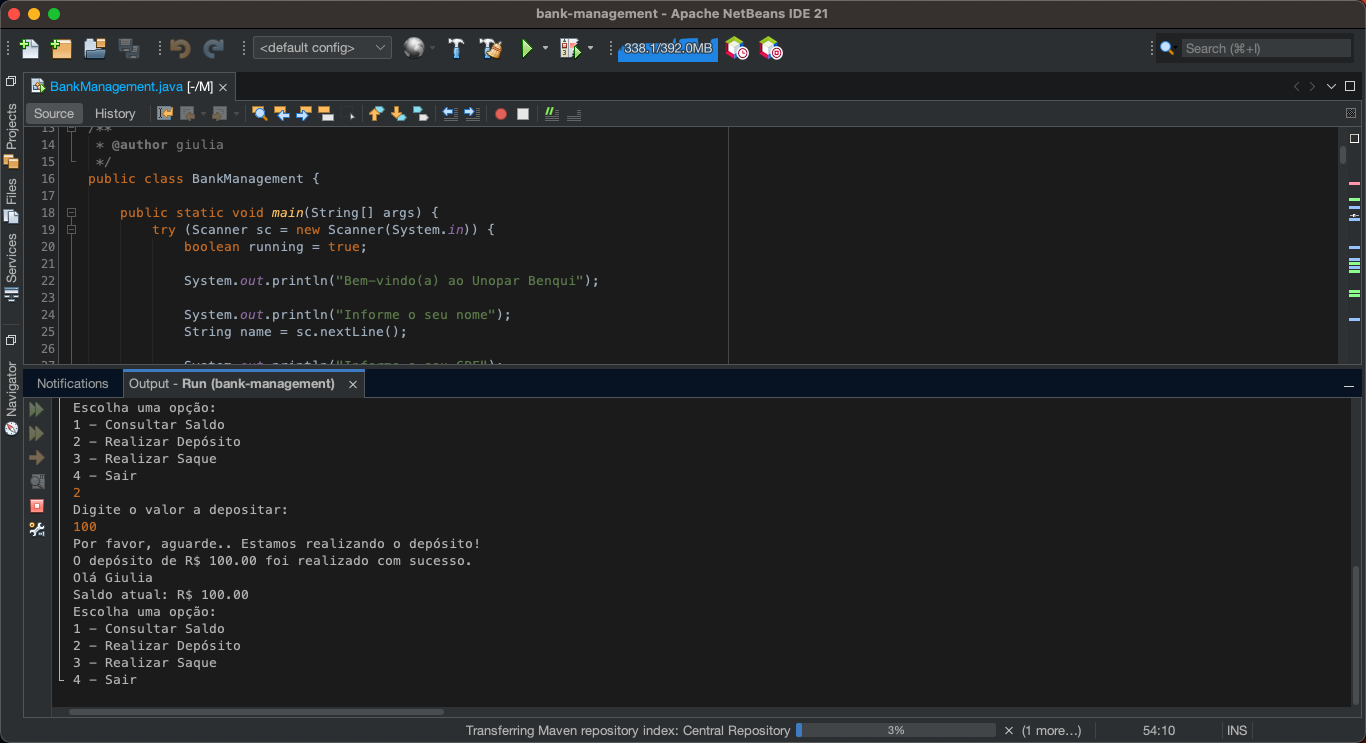 bank-management - Apache NetBeans IDE 21
<default config>
338.1/392.0MB
Search (⌘+I)
BankManagement.java [-/M]
Source
History
Projects
Files
Services
Navigator
13 /**
14 * @author giulia
15 */
16 public class BankManagement {
17
18 public static void main(String[] args) {
19 try (Scanner sc = new Scanner(System.in)) {
20 boolean running = true;
21
22 System.out.println("Bem-vindo(a) ao Unopar Benqui");
23
24 System.out.println("Informe o seu nome");
25 String name = sc.nextLine();
26
27 System.out.println("Informe o seu CPF");
Notifications
Output - Run (bank-management)
Escolha uma opção:
1 - Consultar Saldo
2 - Realizar Depósito
3 - Realizar Saque
4 - Sair
2
Digite o valor a depositar:
100
Por favor, aguarde.. Estamos realizando o depósito!
O depósito de R$ 100.00 foi realizado com sucesso.
Olá Giulia
Saldo atual: R$ 100.00
Escolha uma opção:
1 - Consultar Saldo
2 - Realizar Depósito
3 - Realizar Saque
4 - Sair
Transferring Maven repository index: Central Repository
3%
(1 more...)
54:10
INS